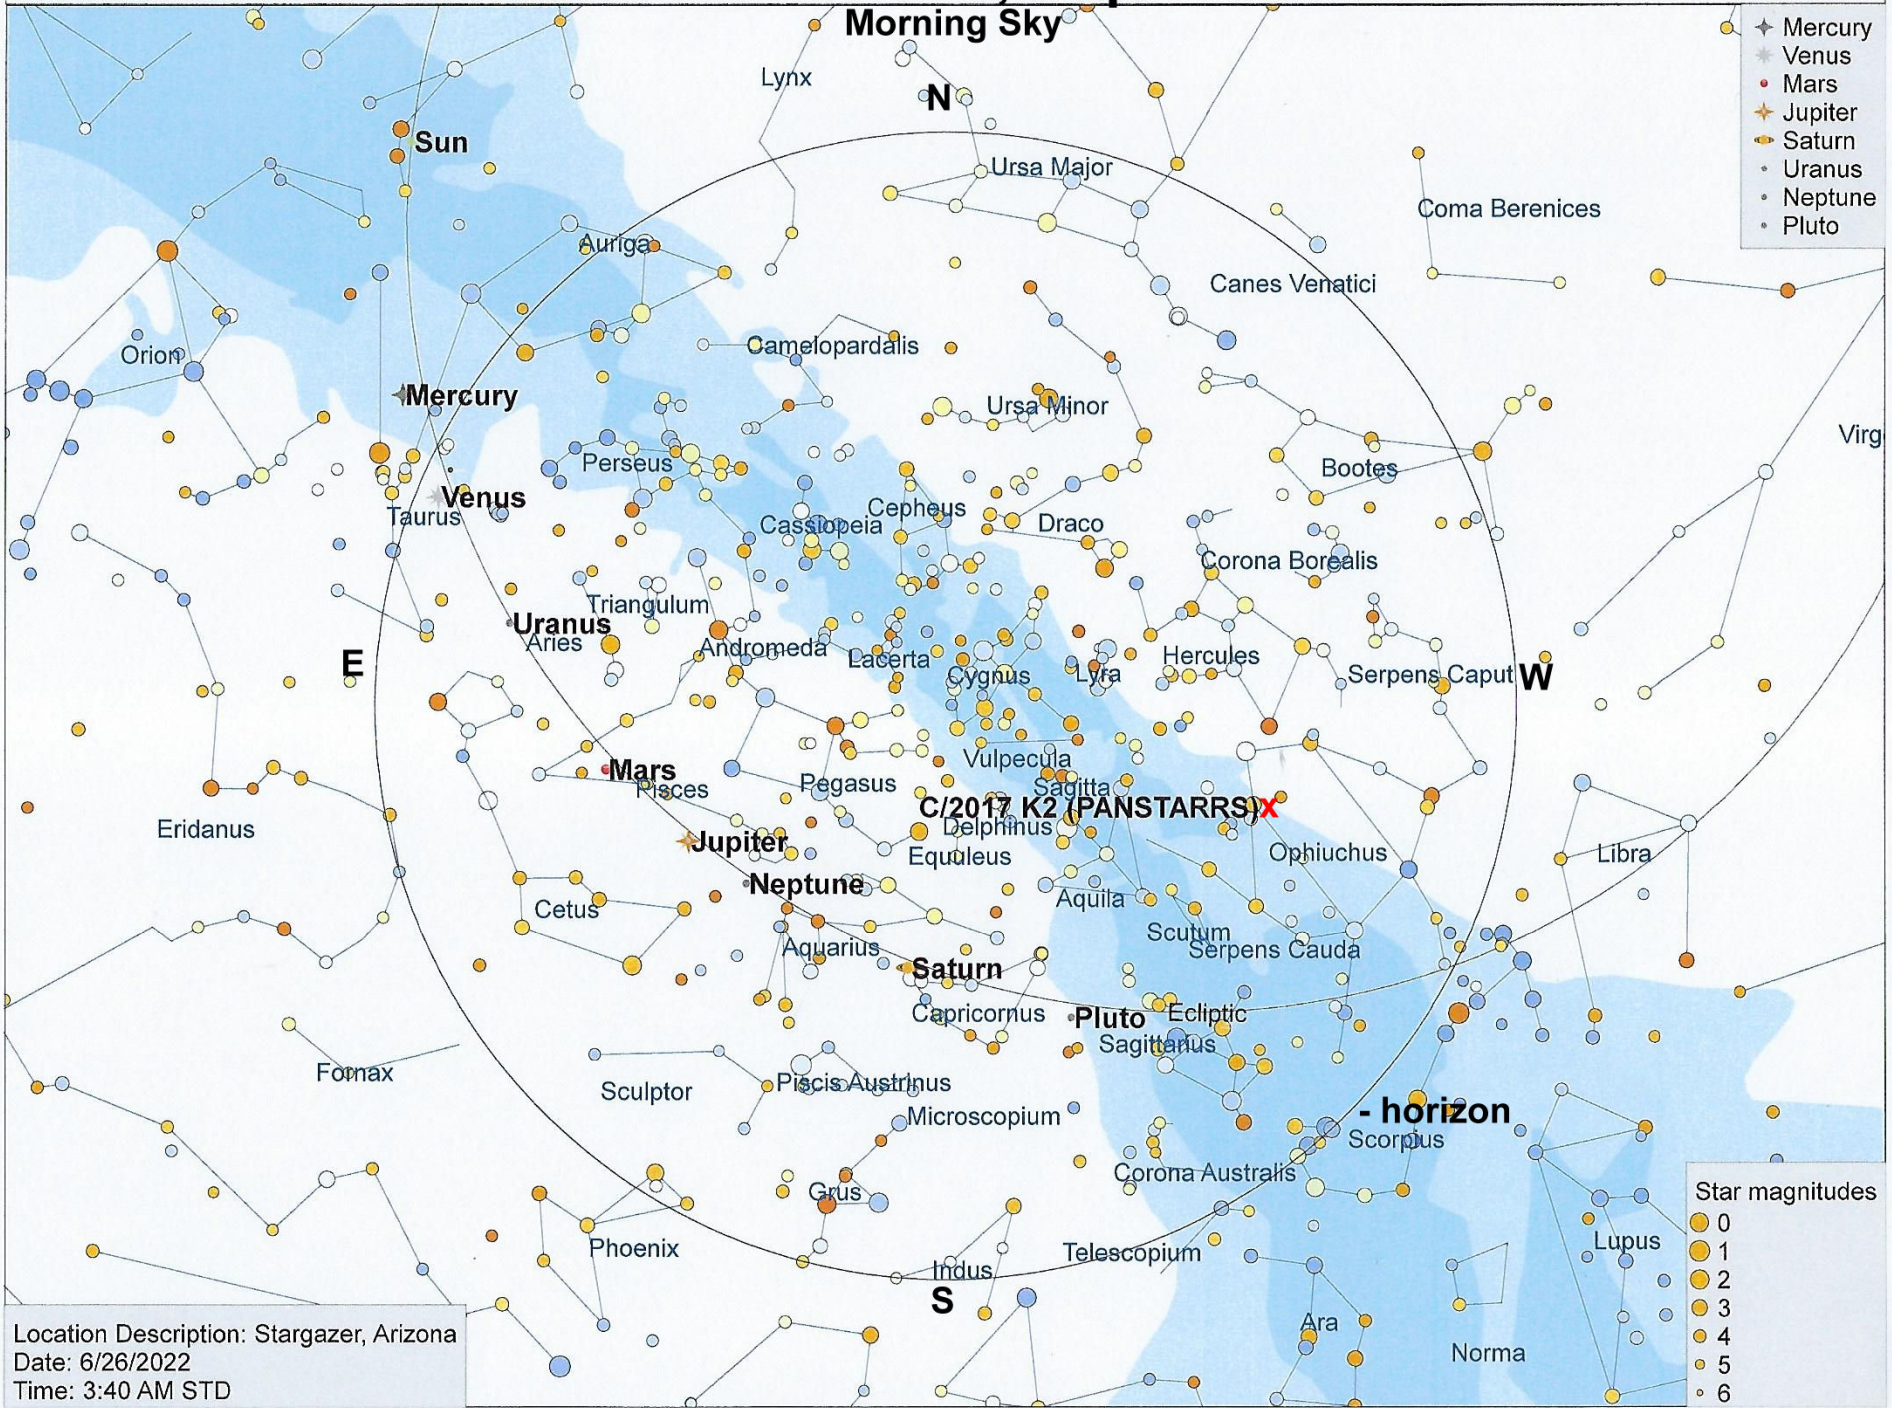 Morning Sky
Mercury
Venus
Mars
Jupiter
Saturn
Uranus
Neptune
Pluto
Lynx
N
Sun
Ursa Major
Coma Berenices
Auriga
Canes Venatici
Camelopardalis
Orion
Mercury
Ursa Minor
Virg
Perseus
Bootes
Venus
Taurus
Cassiopeia
Cepheus
Draco
Corona Borealis
Triangulum
Uranus
Aries
Andromeda
Lacerta
Cygnus
Lyra
Hercules
Serpens Caput
E
W
Vulpecula
Mars
Pisces
Pegasus
Sagitta
C/2017 K2 (PANSTARRS)x
Delphinus
Eridanus
Jupiter
Equuleus
Ophiuchus
Libra
Neptune
Aquila
Cetus
Scutum
Aquarius
Serpens Cauda
Saturn
Capricornus
Pluto
Ecliptic
Sagittarius
Fornax
Sculptor
Piscis Austrinus
Microscopium
- horizon
Scorpius
Corona Australis
Grus
Phoenix
Telescopium
Lupus
Indus
S
Ara
Norma
Star magnitudes
0
1
2
3
4
5
6
Location Description: Stargazer, Arizona
Date: 6/26/2022
Time: 3:40 AM STD